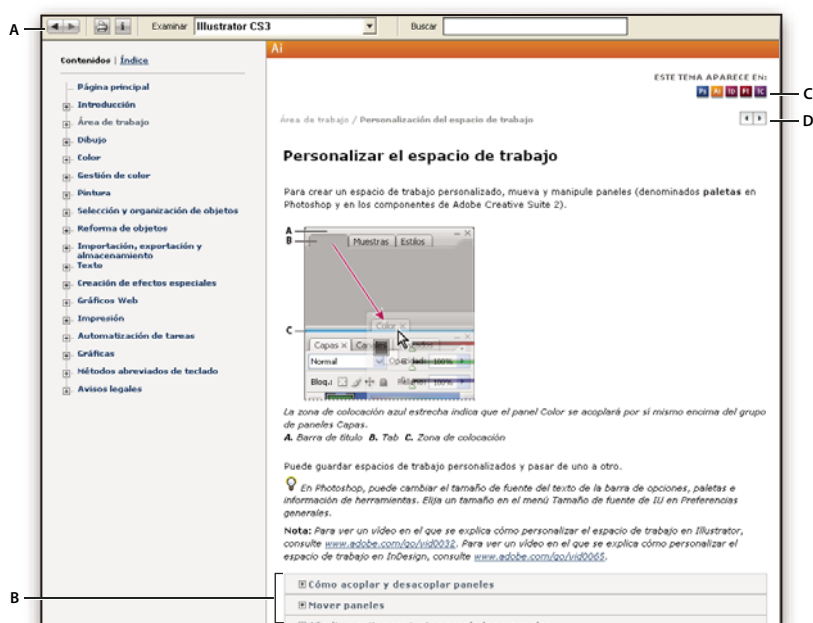 A
Examinar Illustrator CS3
Buscar
Contenidos | Índice
Página principal
Introducción
Área de trabajo
Dibujo
Color
Gestión de color
Pintura
Selección y organización de objetos
Reforma de objetos
Importación, exportación y
almacenamiento
Texto
Creación de efectos especiales
Gráficos Web
Impresión
Automatización de tareas
Gráficas
Métodos abreviados de teclado
Avisos legales
Ai
ESTE TEMA APARECE EN:
Ps Ai ID Fl
C
Área de trabajo / Personalización del espacio de trabajo
D
Personalizar el espacio de trabajo
Para crear un espacio de trabajo personalizado, mueva y manipule paneles (denominados paletas en
Photoshop y en los componentes de Adobe Creative Suite 2).
A
B
Muestras Estilos
Color
C
Capas
Normal 100%
Bloq.: 100%
La zona de colocación azul estrecha indica que el panel Color se acoplará por sí mismo encima del grupo
de paneles Capas.
A. Barra de título B. Tab C. Zona de colocación
Puede guardar espacios de trabajo personalizados y pasar de uno a otro.
En Photoshop, puede cambiar el tamaño de fuente del texto de la barra de opciones, paletas e
información de herramientas. Elija un tamaño en el menú Tamaño de fuente de IU en Preferencias
generales.
Nota: Para ver un vídeo en el que se explica cómo personalizar el espacio de trabajo en Illustrator,
consulte www.adobe.com/go/vid0032. Para ver un vídeo en el que se explica cómo personalizar el
espacio de trabajo en InDesign, consulte www.adobe.com/go/vid0065.
B
Cómo acoplar y desacoplar paneles
Mover paneles